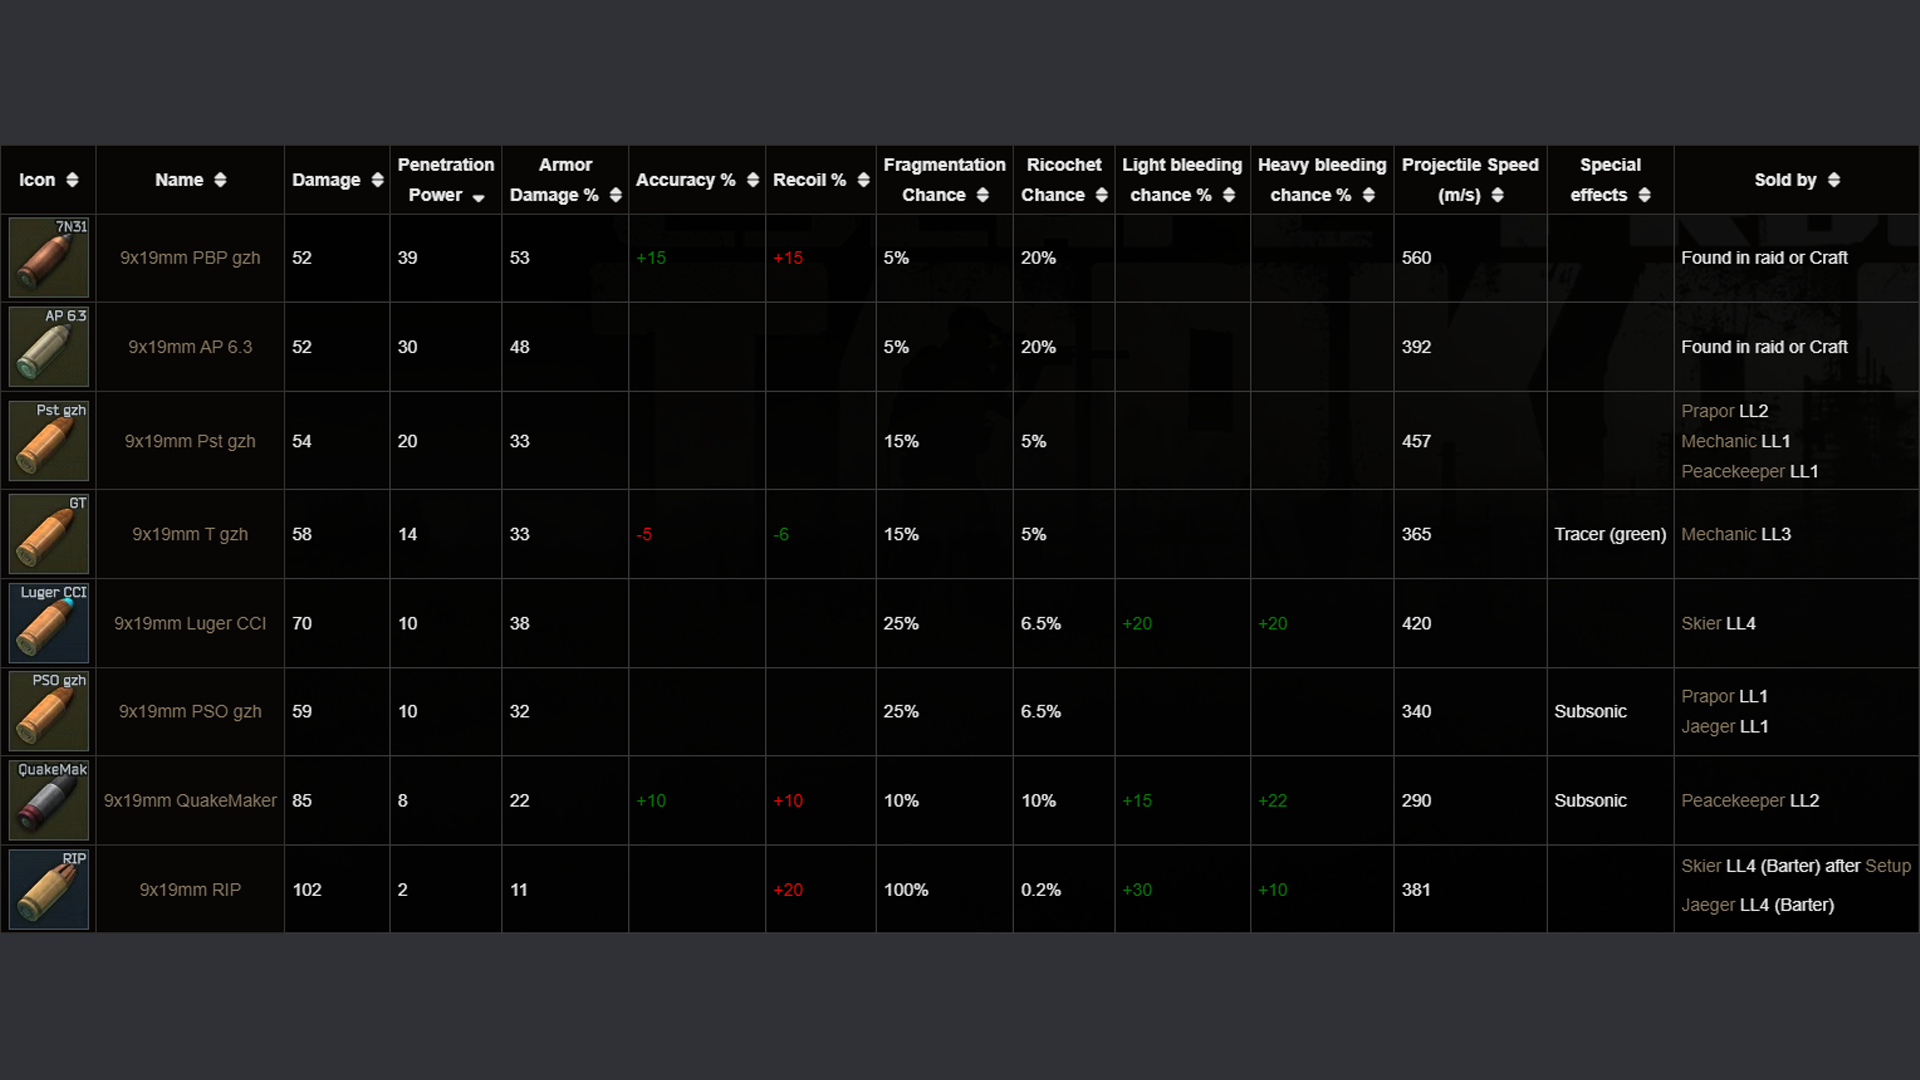 Icon Name Damage Penetration Power Armor Damage % Accuracy % Recoil % Fragmentation Chance Ricochet Chance Light bleeding chance % Heavy bleeding chance % Projectile Speed (m/s) Special effects Sold by
7N31
9x19mm PBP gzh 52 39 53 +15 +15 5% 20% 560 Found in raid or Craft
AP 6.3
9x19mm AP 6.3 52 30 48 5% 20% 392 Found in raid or Craft
Pst gzh
9x19mm Pst gzh 54 20 33 15% 5% 457 Prapor LL2
Mechanic LL1
Peacekeeper LL1
GT
9x19mm T gzh 58 14 33 -5 -6 15% 5% 365 Tracer (green) Mechanic LL3
Luger CCI
9x19mm Luger CCI 70 10 38 25% 6.5% +20 +20 420 Skier LL4
PSO gzh
9x19mm PSO gzh 59 10 32 25% 6.5% 340 Subsonic Prapor LL1
Jaeger LL1
QuakeMak
9x19mm QuakeMaker 85 8 22 +10 +10 10% 10% +15 +22 290 Subsonic Peacekeeper LL2
RIP
9x19mm RIP 102 2 11 +20 100% 0.2% +30 +10 381 Skier LL4 (Barter) after Setup
Jaeger LL4 (Barter)